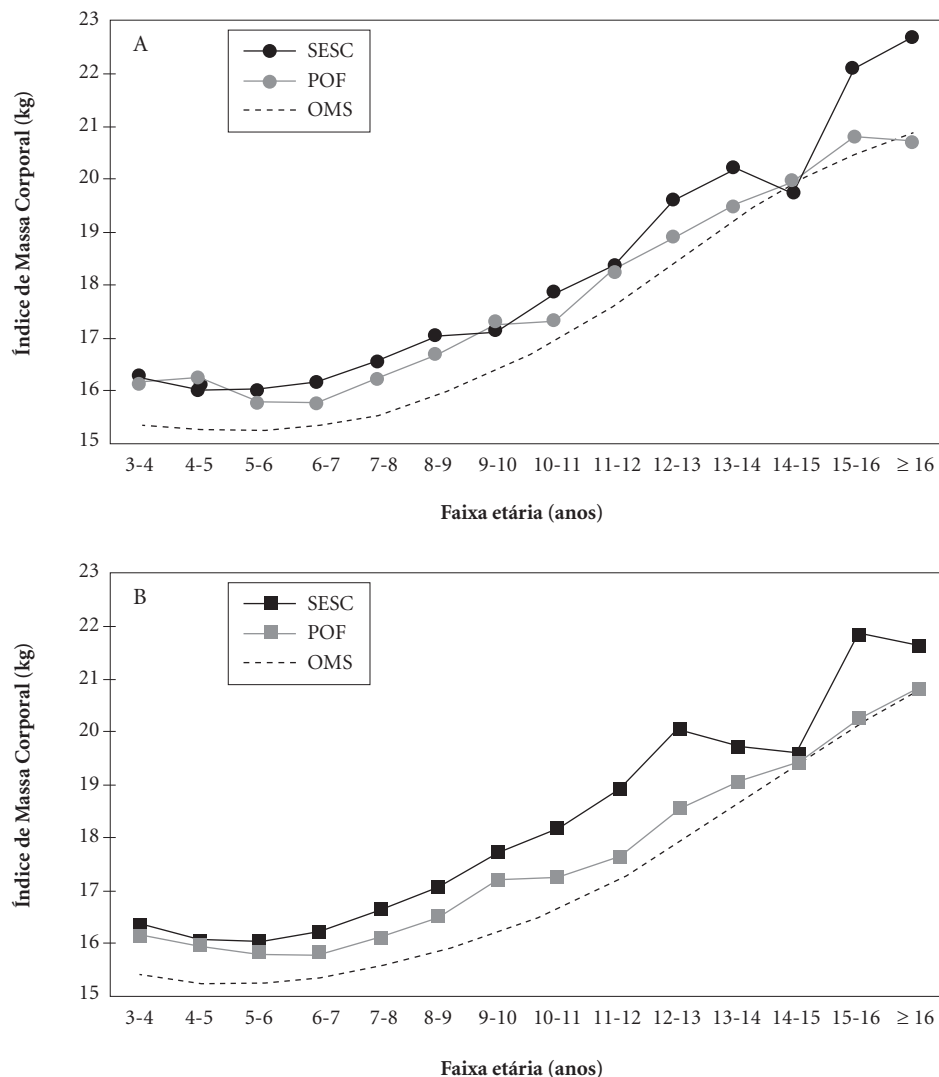 23
22
21
20
19
18
17
16
15
Índice de Massa Corporal (kg)
A
SESC
POF
OMS
3-4 4-5 5-6 6-7 7-8 8-9 9-10 10-11 11-12 12-13 13-14 14-15 15-16 ≥ 16
Faixa etária (anos)
23
22
21
20
19
18
17
16
15
Índice de Massa Corporal (kg)
B
SESC
POF
OMS
3-4 4-5 5-6 6-7 7-8 8-9 9-10 10-11 11-12 12-13 13-14 14-15 15-16 ≥ 16
Faixa etária (anos)